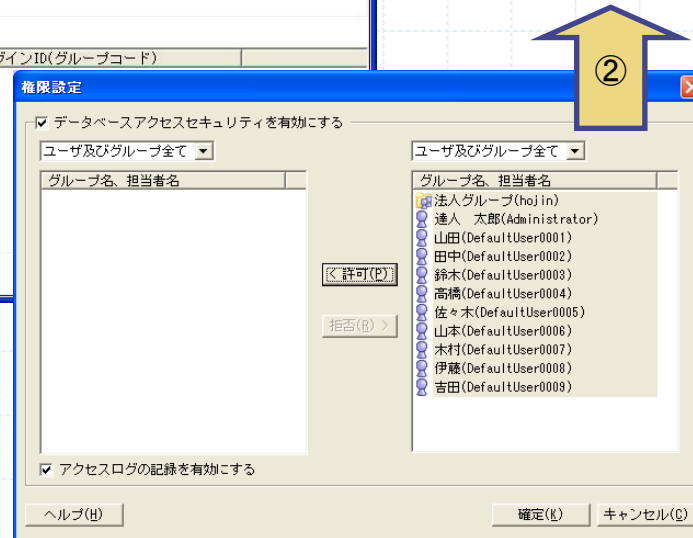 グインID(グループコード)
②
権限設定
データベースアクセスセキュリティを有効にする
ユーザ及びグループ全て
ユーザ及びグループ全て
グループ名、担当者名
グループ名、担当者名
法人グループ(hojin)
達人　太郎(Administrator)
山田(DefaultUser0001)
田中(DefaultUser0002)
鈴木(DefaultUser0003)
高橋(DefaultUser0004)
佐々木(DefaultUser0005)
山本(DefaultUser0006)
木村(DefaultUser0007)
伊藤(DefaultUser0008)
吉田(DefaultUser0009)
< 許可(P)
拒否(R) >
アクセスログの記録を有効にする
ヘルプ(H)
確定(K)
キャンセル(C)